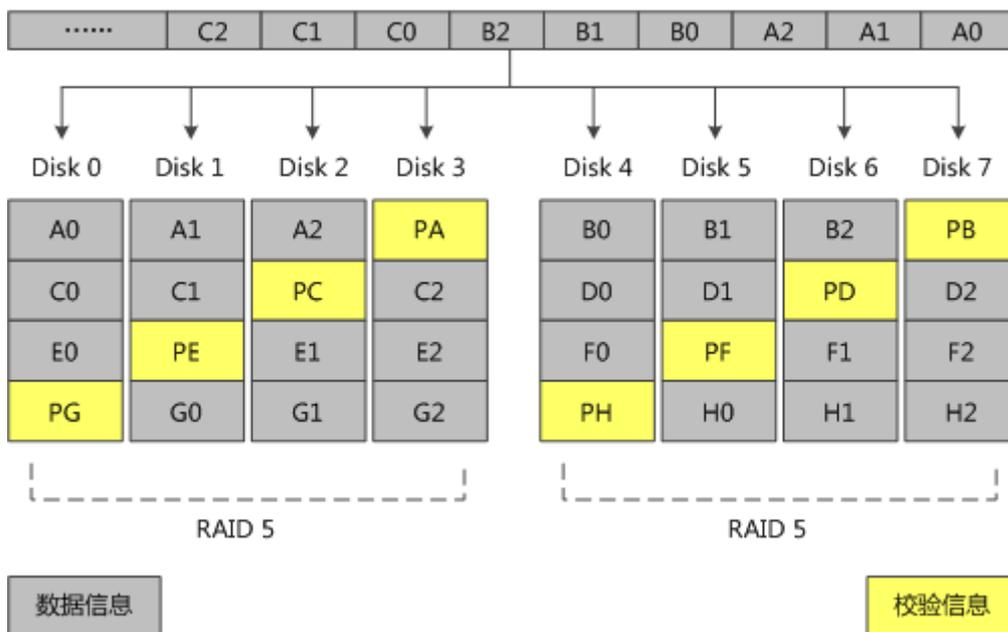 …… C2 C1 C0 B2 B1 B0 A2 A1 A0
Disk 0 Disk 1 Disk 2 Disk 3 Disk 4 Disk 5 Disk 6 Disk 7
A0 A1 A2 PA B0 B1 B2 PB
C0 C1 PC C2 D0 D1 PD D2
E0 PE E1 E2 F0 PF F1 F2
PG G0 G1 G2 PH H0 H1 H2
RAID 5 RAID 5
数据信息 校验信息